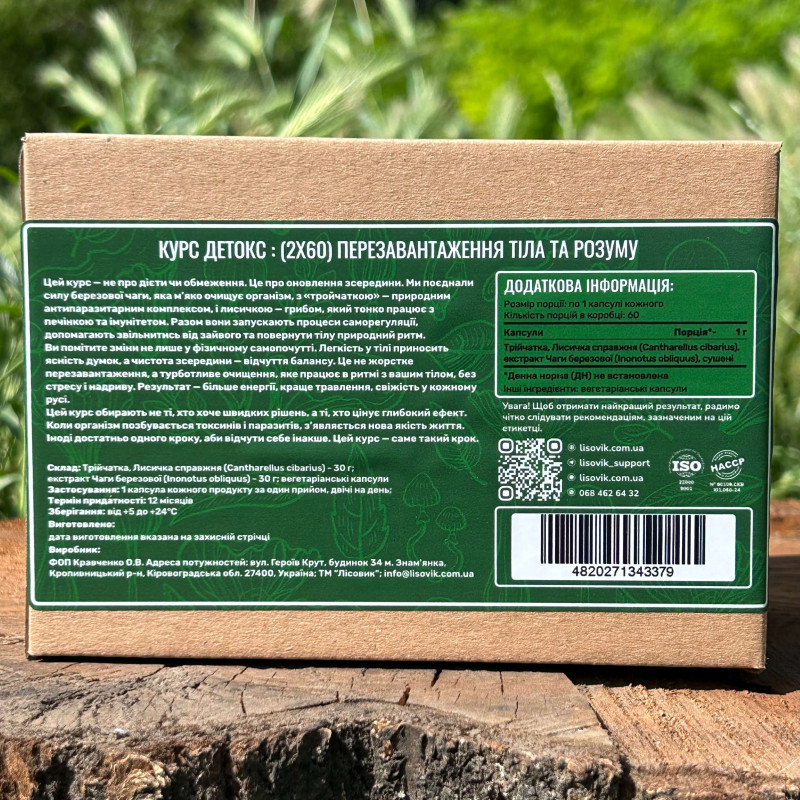 КУРС ДЕТОКС : (2Х60) ПЕРЕЗАВАНТАЖЕННЯ ТІЛА ТА РОЗУМУ
Цей курс — не про дієти чи обмеження. Це про оновлення зсередини. Ми поєднали
силу березової чаги, яка м'яко очищує організм, з «тройчаткою» — природним
антипаразитарним комплексом, і лисичкою — грибом, який тонко працює з
печінкою та імунітетом. Разом вони запускають процеси саморегуляції,
допомагають звільнитись від зайвого та повернути тілу природний ритм.
Ви помітите зміни не лише у фізичному самопочутті. Легкість у тілі приносить
ясність думок, а чистота зсередини — відчуття балансу. Це не жорстке
перезавантаження, а турботливе очищення, яке працює в ритмі з вашим тілом, без
стресу і надриву. Результат — більше енергії, краще травлення, свіжість у кожному
русі.
Цей курс обирають не ті, хто хоче швидких рішень, а ті, хто цінує глибокий ефект.
Коли організм позбувається токсинів і паразитів, з'являється нова якість життя.
Іноді достатньо одного кроку, аби відчути себе інакше. Цей курс — саме такий крок.
Склад: Трійчатка, Лисичка справжня (Cantharellus cibarius) - 30 г;
екстракт Чаги березової (Inonotus obliquus) - 30 г; вегетаріанські капсули
Застосування: 1 капсула кожного продукту за один прийом, двічі на день;
Термін придатності: 12 місяців
Зберігання: від +5 до +24°С
Виготовлено:
дата виготовлення вказана на захисній стрічці
Виробник:
ФОП Кравченко О.В. Адреса потужностей: вул. Героїв Крут, будинок 34 м. Знам'янка.
Кропивницький р-н, Кіровоградська обл. 27400, Україна; ТМ "Лісовик"; info@lisovik.com.ua
ДОДАТКОВА ІНФОРМАЦІЯ:
Розмір порції: по 1 капсулі кожного
Кількість порцій в коробці: 60
Капсули Порція*- 1 г
Трійчатка, Лисичка справжня (Cantharellus cibarius),
екстракт Чаги березової (Inonotus obliquus), сушені
*Денна норма (ДН) не встановлена
Інші інгредієнти: вегетаріанські капсули
Увага! Щоб отримати найкращий результат, радимо
чітко слідувати рекомендаціям, зазначеним на цій
етикетці.
lisovik.com.ua
lisovik_support
lisovik.com.ua
068 462 64 32
ISO
22000
9001
HACCP
4820271343379